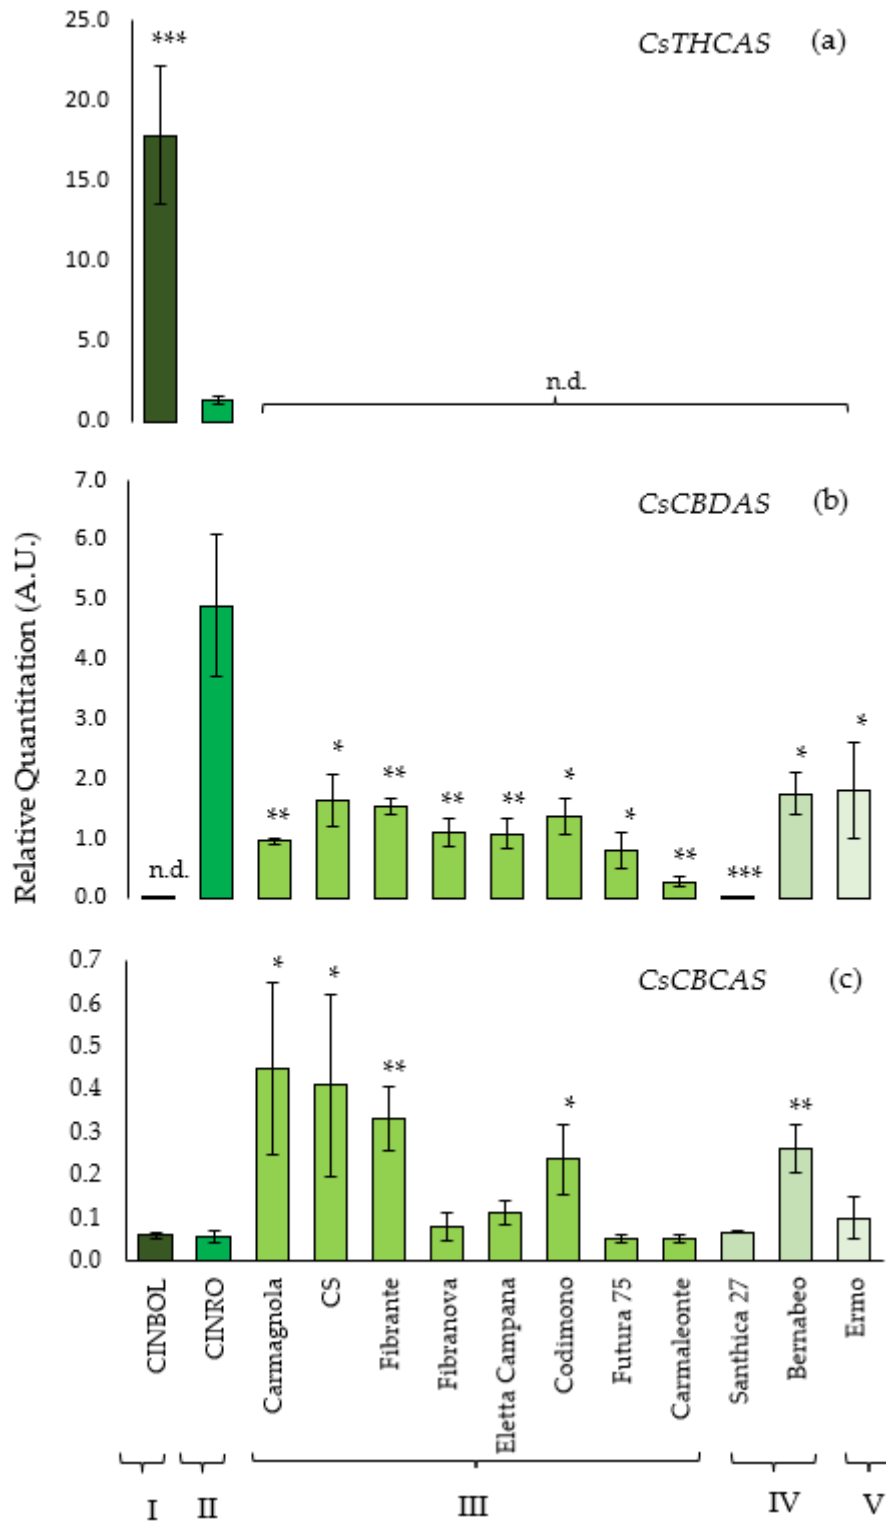 25.0
*** CsTHCAS (a)
20.0
15.0
10.0
5.0
n.d.
0.0
Relative Quantitation (A.U.)
7.0
CsCBDAS (b)
6.0
5.0
4.0
3.0
2.0
1.0
0.0
n.d. ** * ** ** ** * * ** *** * *
0.7
CsCBCAS (c)
0.6
0.5
0.4
0.3
0.2
0.1
0.0
* * ** * **
CINBOL
CINRO
Carmagnola
CS
Fibrante
Fibranova
Eletta Campana
Codimono
Futura 75
Carmaleonte
Santhica 27
Bernabeo
Ermo
I II III IV V